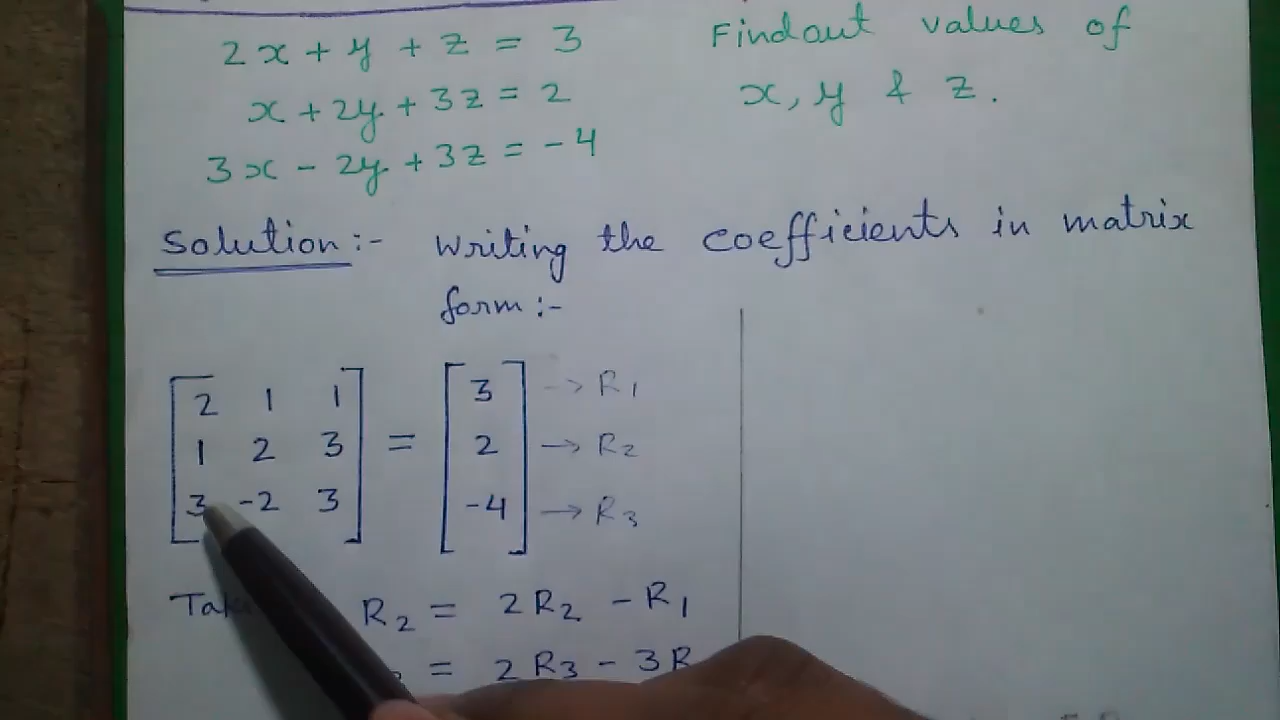 2x + y + z = 3
x + 2y + 3z = 2
3x - 2y + 3z = -4
Findout values of
x, y & z.
Solution:- Writing the coefficients in matrix
form:-
2 1 1 = 3 -> R1
1 2 3 2 -> R2
3 -2 3 -4 -> R3
R2 = 2R2 - R1
= 2R3 - 3R